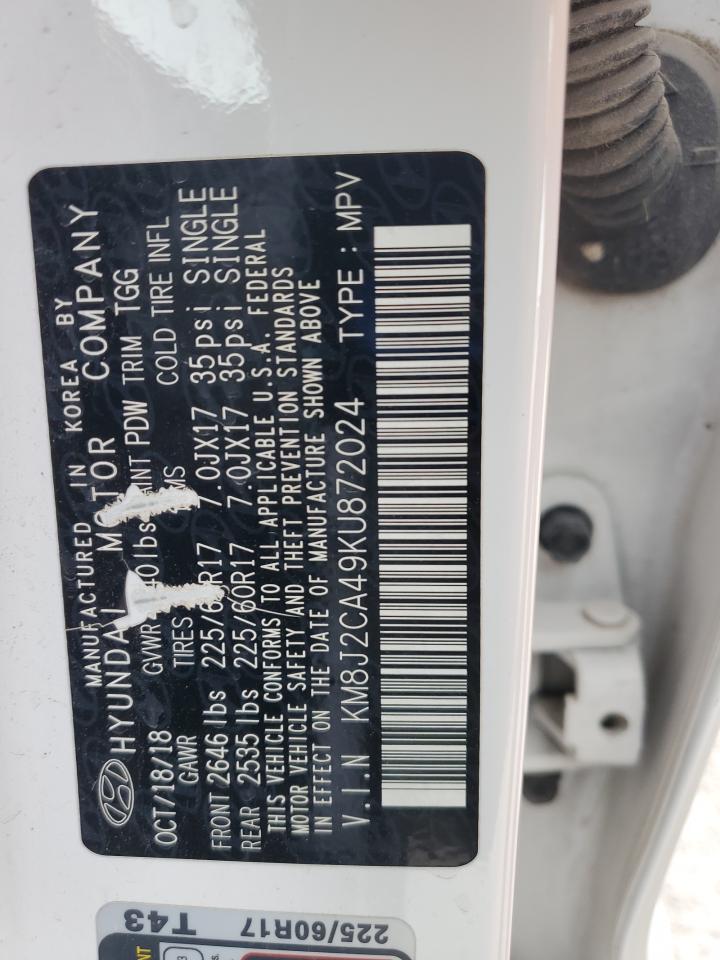 MANUFACTURED IN KOREA BY
HYUNDAI MOTOR COMPANY
OCT/18/18 GVWR 40lbs PDW TRIM TGG
GAWR TIRES COLD TIRE INFL
FRONT 2646 lbs 225/60R17 7.0JX17 35psi SINGLE
REAR 2535 lbs 225/60R17 7.0JX17 35psi SINGLE
THIS VEHICLE CONFORMS TO ALL APPLICABLE U.S.A. FEDERAL
MOTOR VEHICLE SAFETY AND THEFT PREVENTION STANDARDS
IN EFFECT ON THE DATE OF MANUFACTURE SHOWN ABOVE
V.I.N KM8J2CA49KU872024 TYPE : MPV
225/60R17 T43